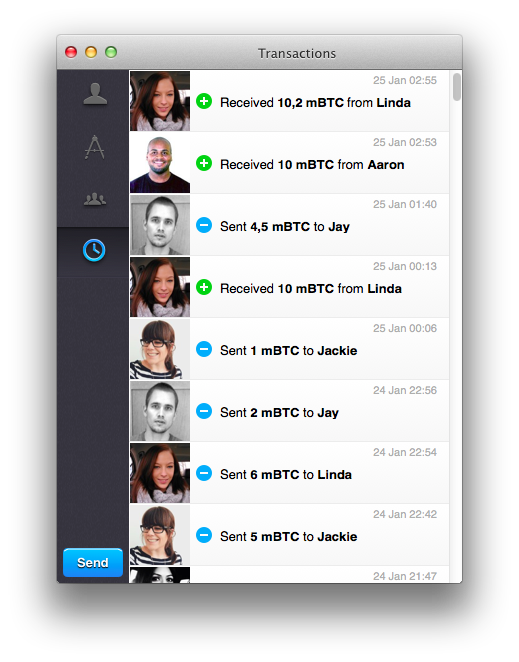 Transactions
25 Jan 02:55
Received 10,2 mBTC from Linda
25 Jan 02:53
Received 10 mBTC from Aaron
25 Jan 01:40
Sent 4,5 mBTC to Jay
25 Jan 00:13
Received 10 mBTC from Linda
25 Jan 00:06
Sent 1 mBTC to Jackie
24 Jan 22:56
Sent 2 mBTC to Jay
24 Jan 22:54
Sent 6 mBTC to Linda
24 Jan 22:42
Sent 5 mBTC to Jackie
24 Jan 21:47
Send